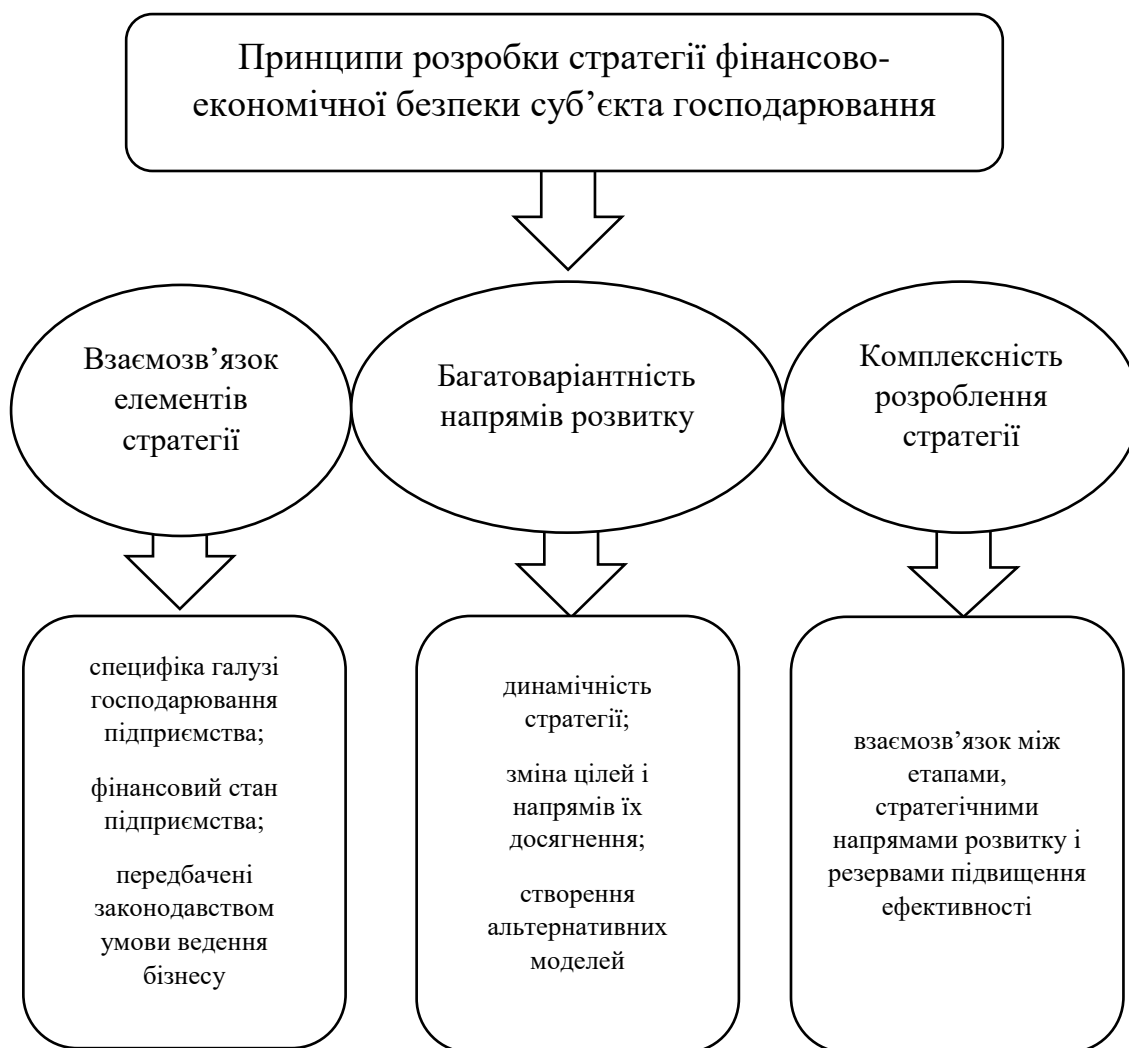 Принципи розробки стратегії фінансово-
економічної безпеки суб’єкта господарювання
Взаємозв’язок
елементів
стратегії
Багатоваріантність
напрямів розвитку
Комплексність
розроблення
стратегії
специфіка галузі
господарювання
підприємства;
фінансовий стан
підприємства;
передбачені
законодавством
умови ведення
бізнесу
динамічність
стратегії;
зміна цілей і
напрямів їх
досягнення;
створення
альтернативних
моделей
взаємозв’язок між
етапами,
стратегічними
напрямами розвитку і
резервами підвищення
ефективності